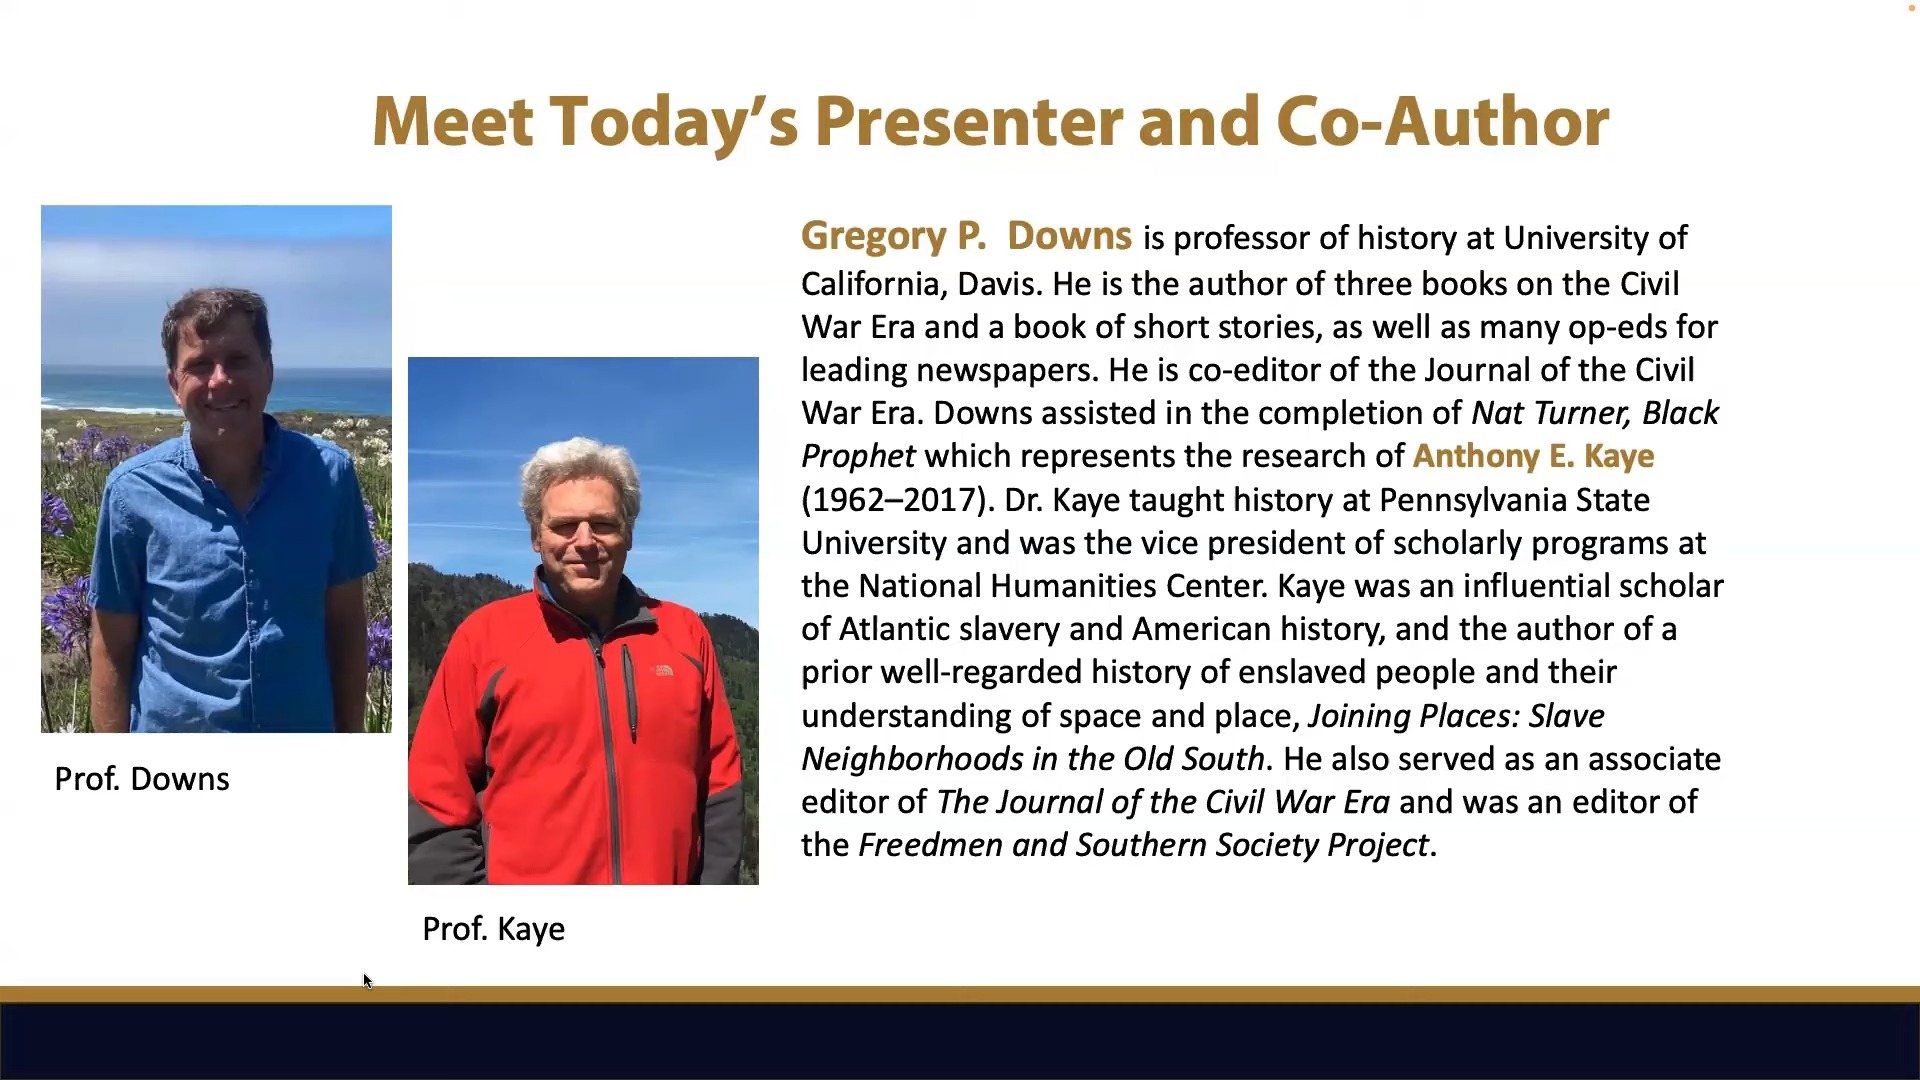 Meet Today’s Presenter and Co-Author
Gregory P.  Downs is professor of history at University of
California, Davis. He is the author of three books on the Civil
War Era and a book of short stories, as well as many op-eds for
leading newspapers. He is co-editor of the Journal of the Civil
War Era. Downs assisted in the completion of Nat Turner, Black
Prophet which represents the research of Anthony E. Kaye
(1962–2017). Dr. Kaye taught history at Pennsylvania State
University and was the vice president of scholarly programs at
the National Humanities Center. Kaye was an influential scholar
of Atlantic slavery and American history, and the author of a
prior well-regarded history of enslaved people and their
understanding of space and place, Joining Places: Slave
Neighborhoods in the Old South. He also served as an associate
editor of The Journal of the Civil War Era and was an editor of
the Freedmen and Southern Society Project.
Prof. Downs
Prof. Kaye